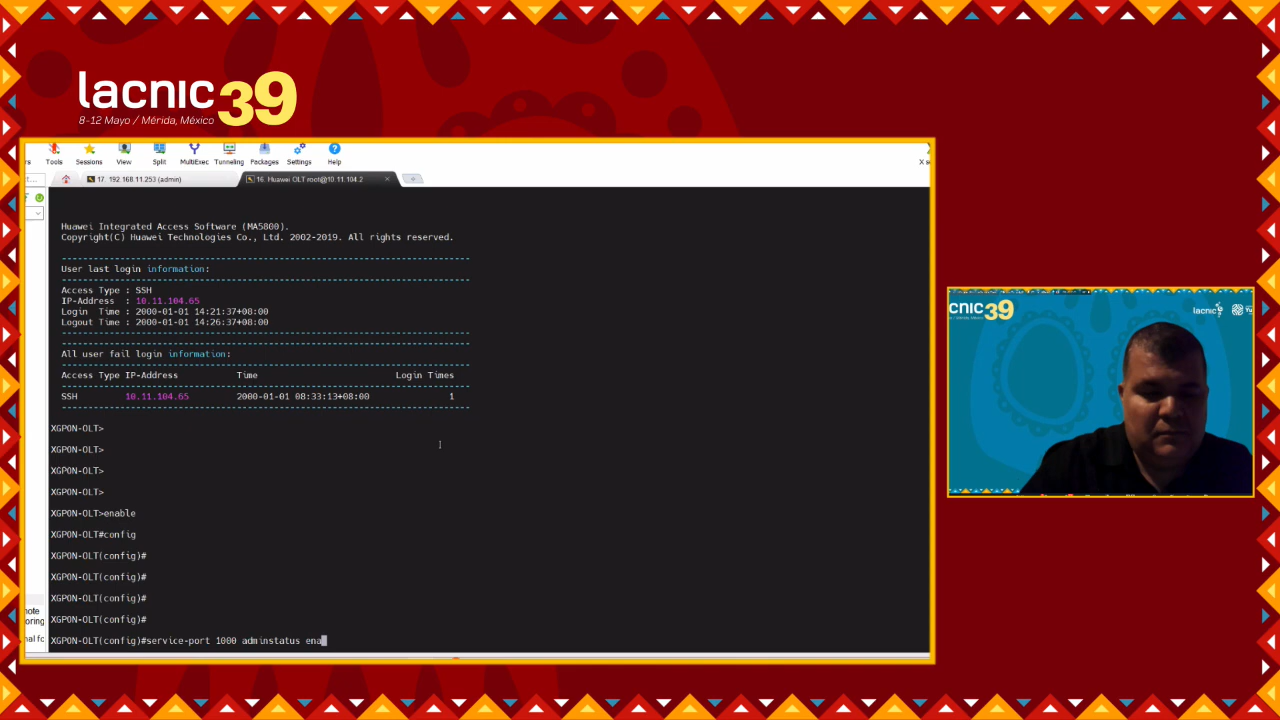 lacnic 39
8-12 Mayo / Mérida, México
Tools Sessions View Split MultiExec Tunneling Packages Settings Help
17. 192.168.11.253 (admin)
16. Huawei OLT root@10.11.104.2
Huawei Integrated Access Software (MA5800).
Copyright(C) Huawei Technologies Co., Ltd. 2002-2019. All rights reserved.
-----------------------------------------------------------------------------
User last login information:
-----------------------------------------------------------------------------
Access Type : SSH
IP-Address : 10.11.104.65
Login Time : 2000-01-01 14:21:37+08:00
Logout Time : 2000-01-01 14:26:37+08:00
-----------------------------------------------------------------------------
-----------------------------------------------------------------------------
All user fail login information:
-----------------------------------------------------------------------------
Access Type IP-Address Time Login Times
-----------------------------------------------------------------------------
SSH 10.11.104.65 2000-01-01 08:33:13+08:00 1
-----------------------------------------------------------------------------
XGPON-OLT>
XGPON-OLT>
XGPON-OLT>
XGPON-OLT>
XGPON-OLT>enable
XGPON-OLT#config
XGPON-OLT(config)#
XGPON-OLT(config)#
XGPON-OLT(config)#
XGPON-OLT(config)#
XGPON-OLT(config)#service-port 1000 adminstatus ena
cnic39
lacnic